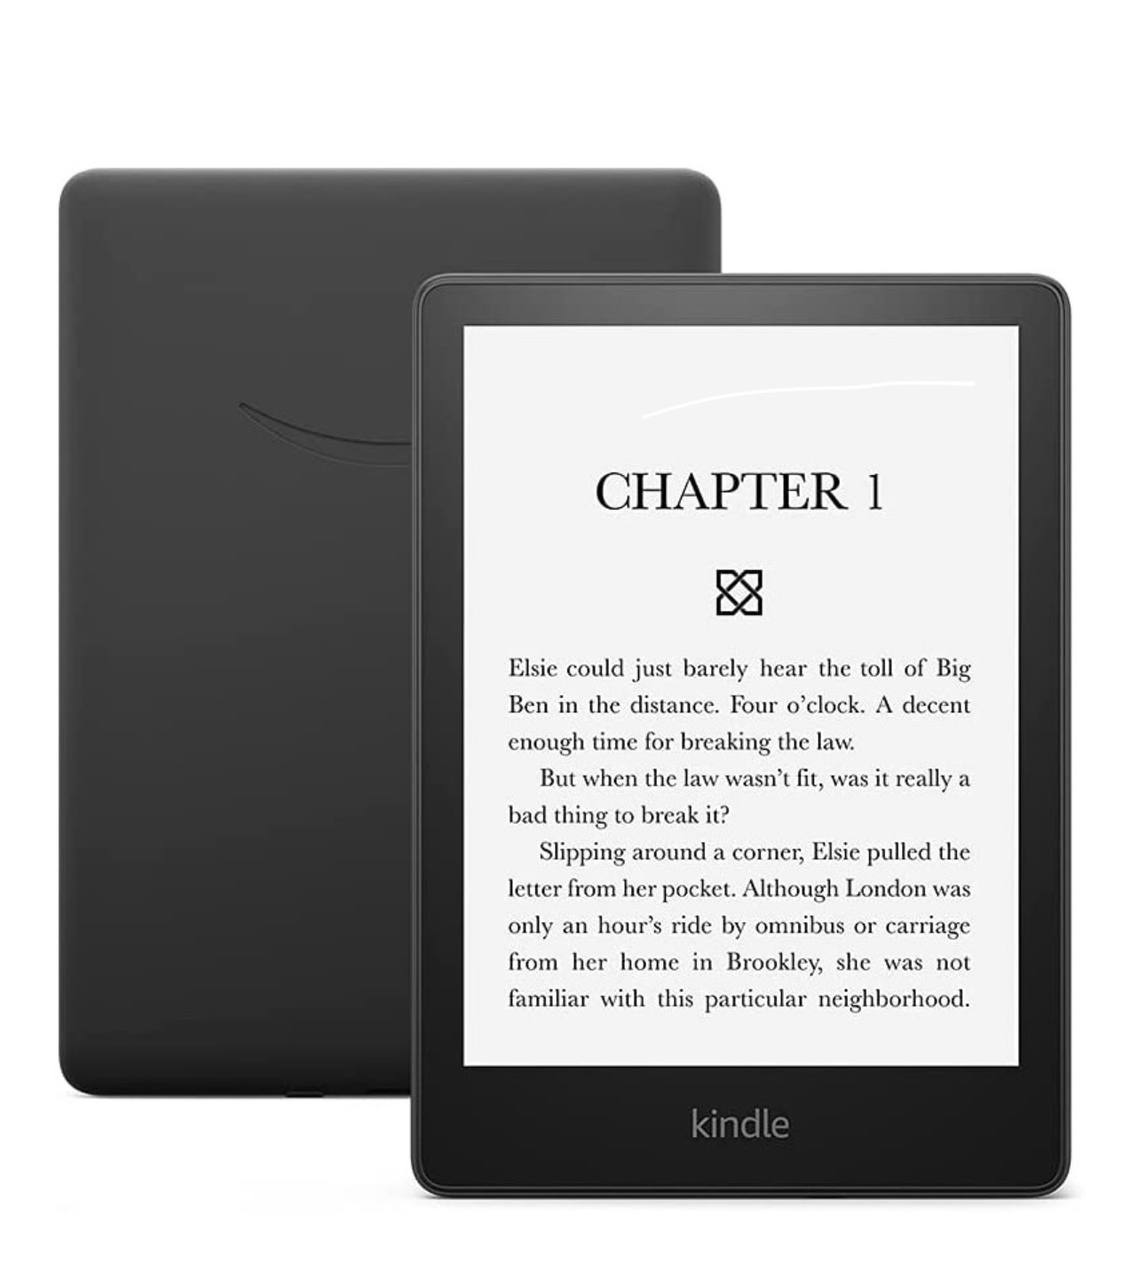 CHAPTER 1
Elsie could just barely hear the toll of Big
Ben in the distance. Four o’clock. A decent
enough time for breaking the law.
But when the law wasn’t fit, was it really a
bad thing to break it?
Slipping around a corner, Elsie pulled the
letter from her pocket. Although London was
only an hour’s ride by omnibus or carriage
from her home in Brookley, she was not
familiar with this particular neighborhood.
kindle